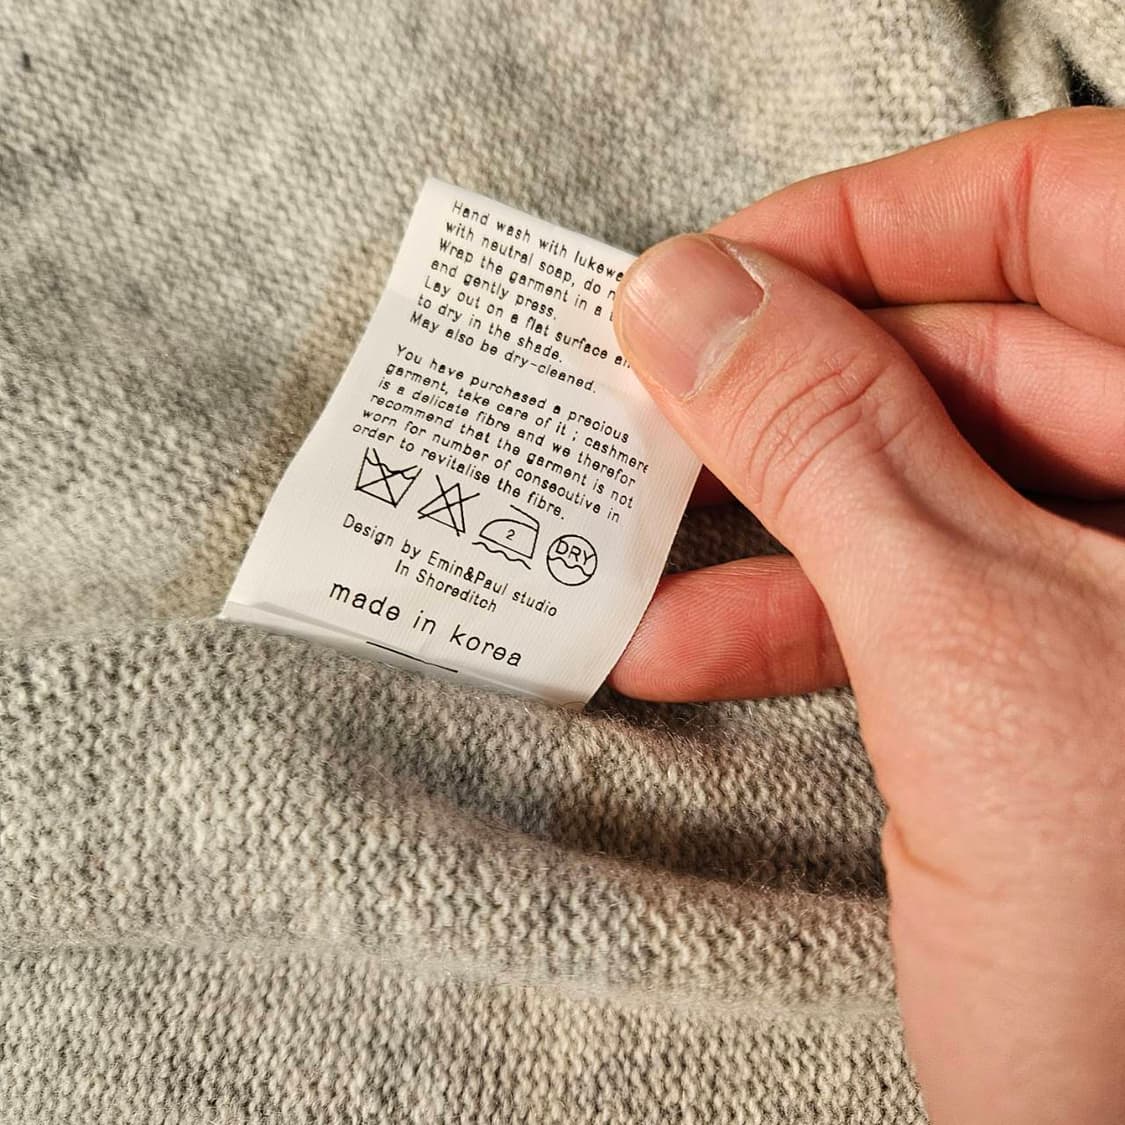 Hand wash with lukewa
with neutral soap, do n
Wrap the garment in a t
and gently press.
Lay out on a flat surface an
to dry in the shade.
May also be dry-cleaned.
You have purchased a precious
garment, take care of it ; cashmere
is a delicate fibre and we therefor
recommend that the garment is not
worn for number of consecutive in
order to revitalise the fibre.
2
DRY
Design by Emin&Paul studio
In Shoreditch
made in korea